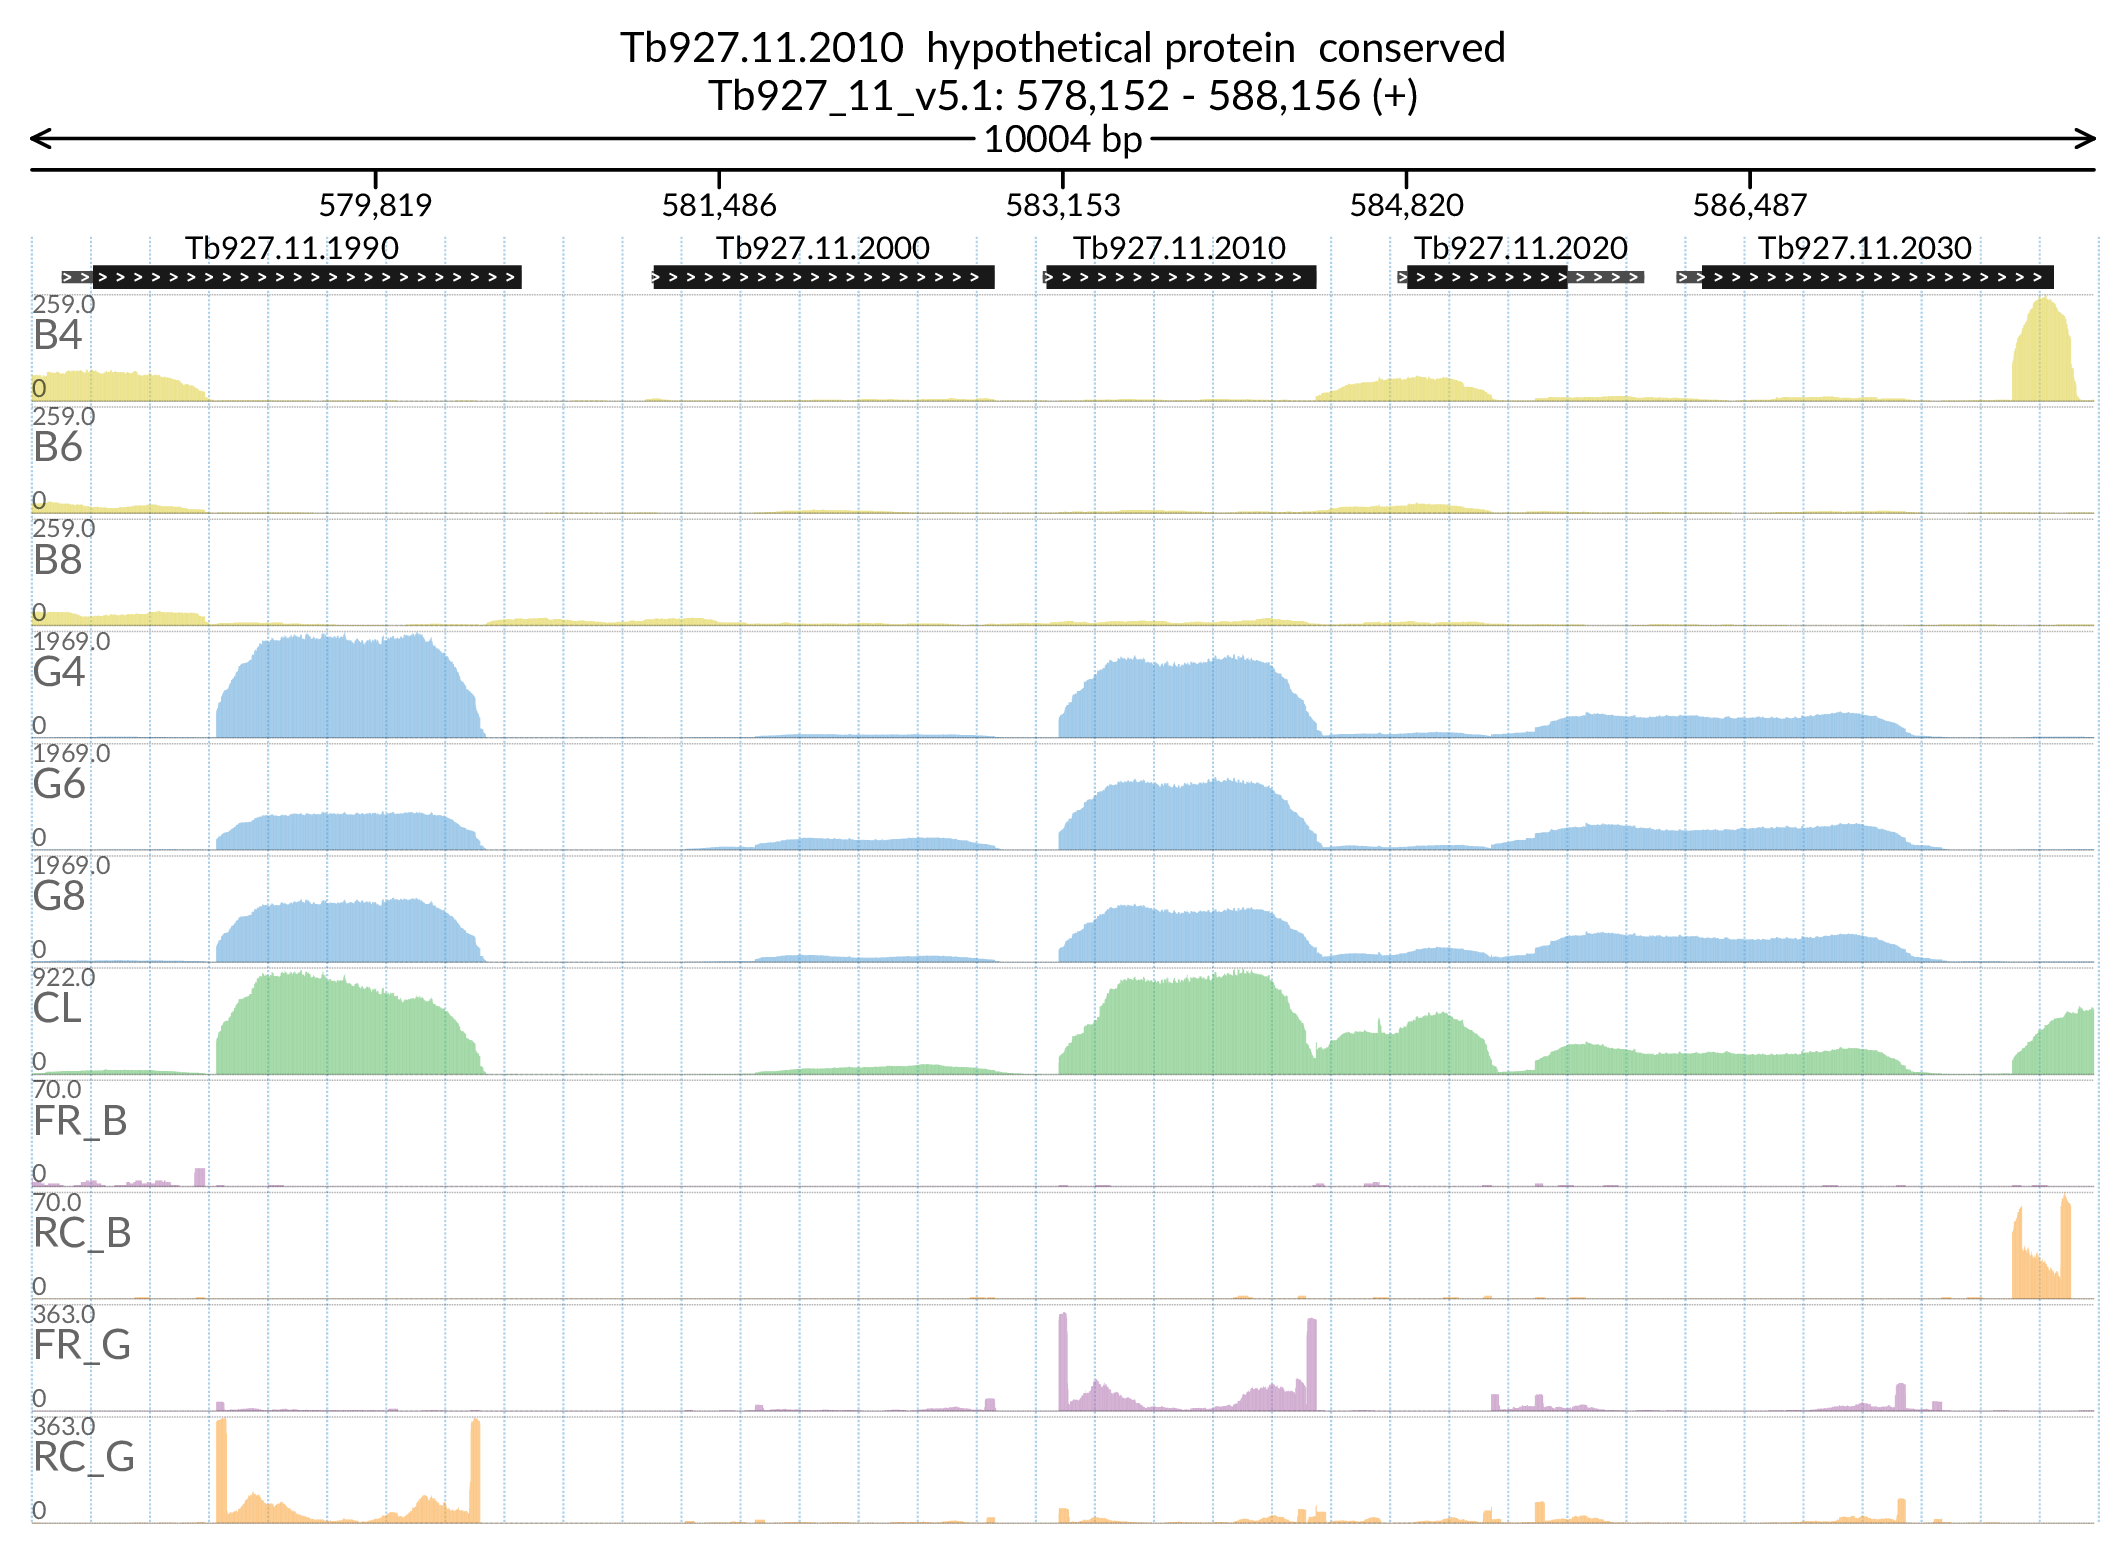 Tb927.11.2010 hypothetical protein conserved
Tb927_11_v5.1: 578,152 - 588,156 (+)
10004 bp
579,819 581,486 583,153 584,820 586,487
Tb927.11.1990 Tb927.11.2000 Tb927.11.2010 Tb927.11.2020 Tb927.11.2030
259.0
B4
0
259.0
B6
0
259.0
B8
0
1969.0
G4
0
1969.0
G6
0
1969.0
G8
0
922.0
CL
0
70.0
FR_B
0
70.0
RC_B
0
363.0
FR_G
0
363.0
RC_G
0